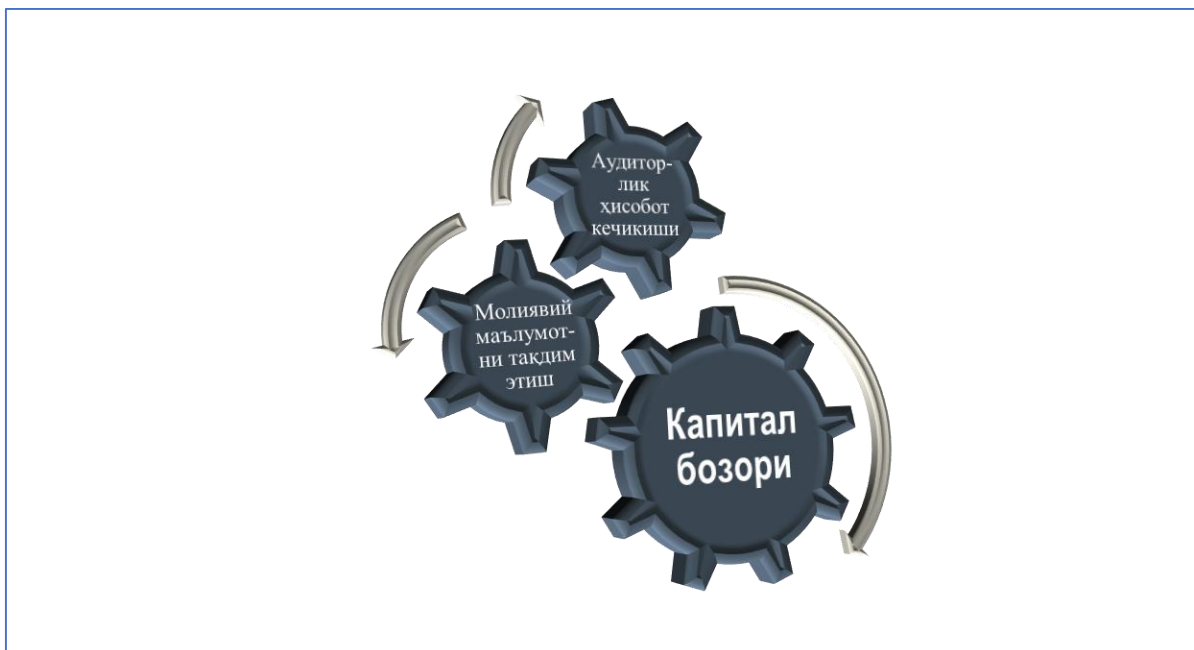 Аудитор-
лик
ҳисобот
кечикиши
Молиявий
маълумот-
ни тақдим
этиш
Капитал
бозори